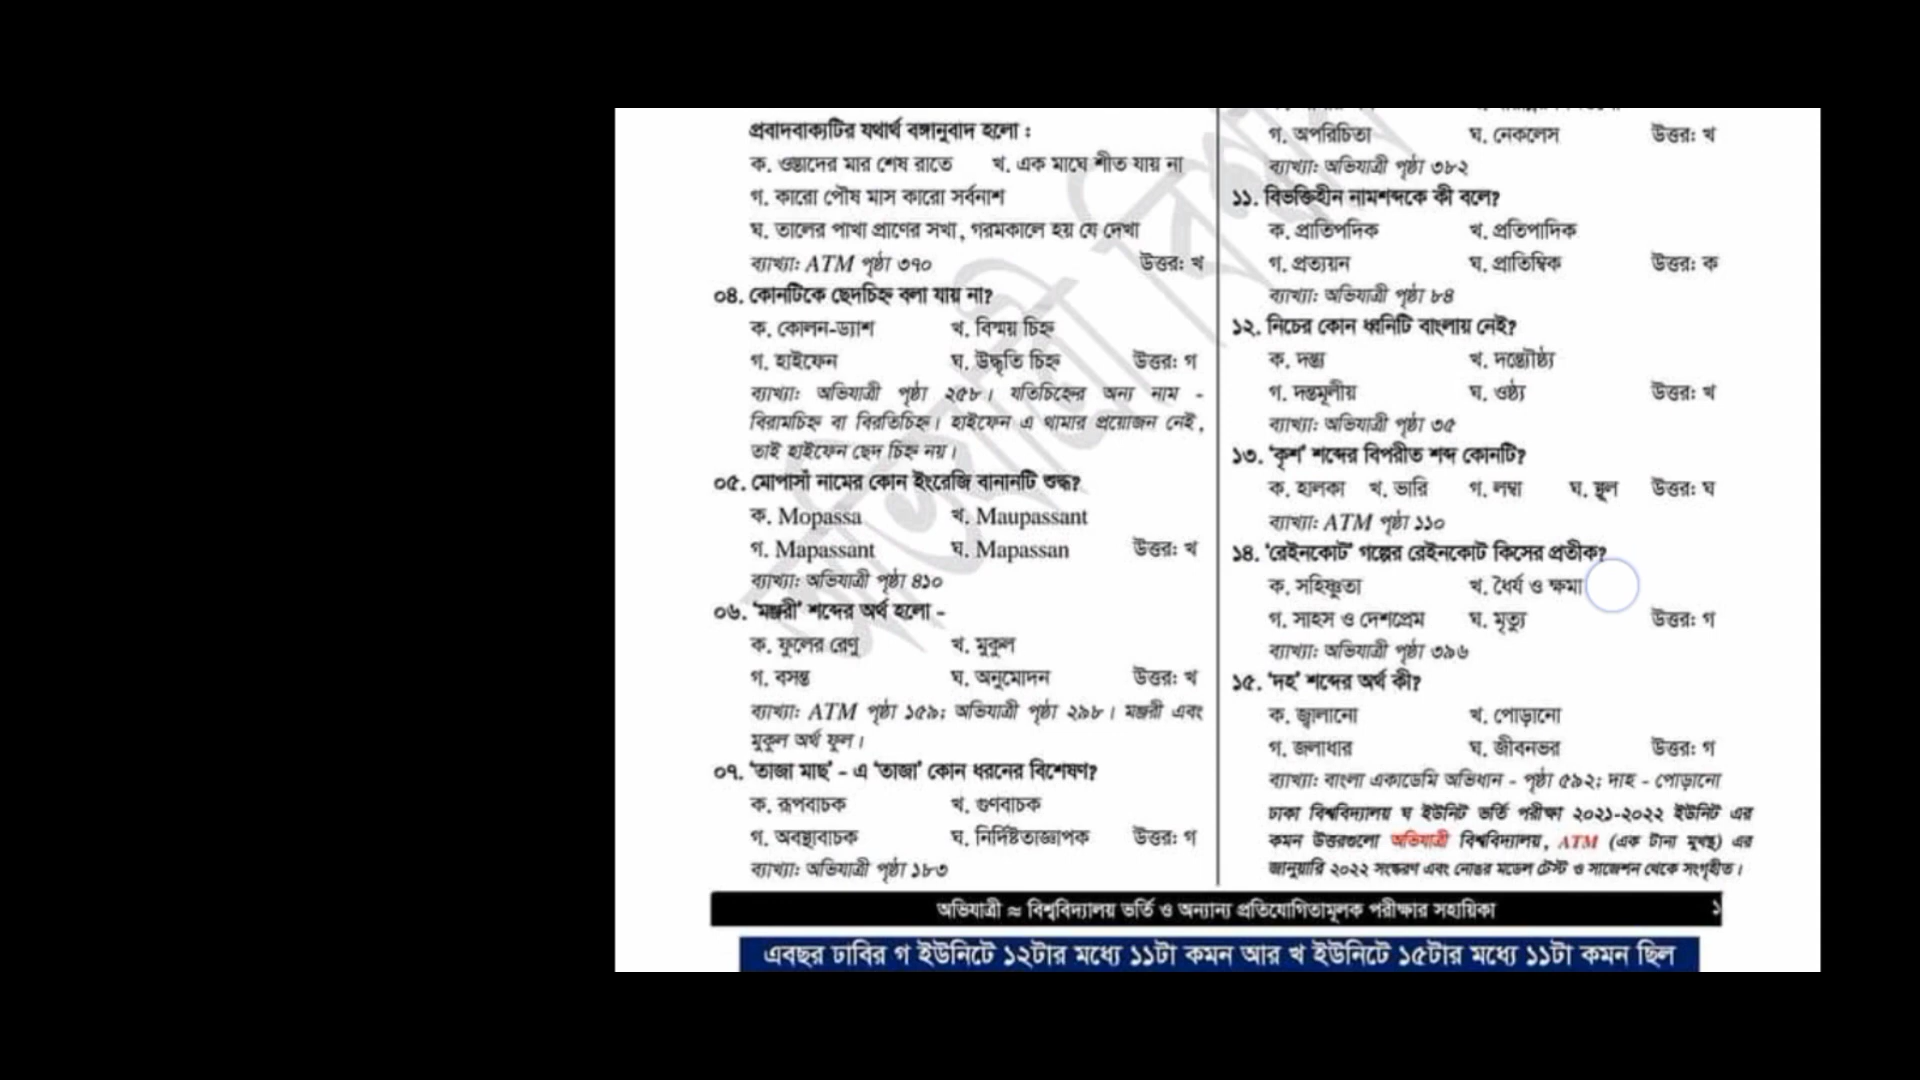 প্রবাদবাক্যটির যথার্থ বঙ্গানুবাদ হলো :
ক. ওস্তাদের মার শেষ রাতে খ. এক মাঘে শীত যায় না
গ. কারো পৌষ মাস কারো সর্বনাশ
ঘ. তালের পাখা প্রাণের সখা, গরমকালে হয় যে দেখা
ব্যাখ্যা: ATM পৃষ্ঠা ৩৭০ উত্তর: খ
০৪. কোনটিকে ছেদচিহ্ন বলা যায় না?
ক. কোলন-ড্যাশ খ. বিস্ময় চিহ্ন
গ. হাইফেন ঘ. উদ্ধৃতি চিহ্ন উত্তর: গ
ব্যাখ্যা: অভিযাত্রী পৃষ্ঠা ২৫৮। যতিচিহ্নের অন্য নাম -
বিরামচিহ্ন বা বিরতিচিহ্ন। হাইফেন এ থামার প্রয়োজন নেই,
তাই হাইফেন ছেদ চিহ্ন নয়।
০৫. মোপাসাঁ নামের কোন ইংরেজি বানানটি শুদ্ধ?
ক. Mopassa খ. Maupassant
গ. Mapassant ঘ. Mapassan উত্তর: খ
ব্যাখ্যা: অভিযাত্রী পৃষ্ঠা ৪১০
০৬. ‘মঞ্জরী’ শব্দের অর্থ হলো -
ক. ফুলের রেণু খ. মুকুল
গ. বসন্ত ঘ. অনুমোদন উত্তর: খ
ব্যাখ্যা: ATM পৃষ্ঠা ১৫৯; অভিযাত্রী পৃষ্ঠা ২৯৮। মঞ্জরী এবং
মুকুল অর্থ ফুল।
০৭. ‘তাজা মাছ’ - এ ‘তাজা’ কোন ধরনের বিশেষণ?
ক. রূপবাচক খ. গুণবাচক
গ. অবস্থাবাচক ঘ. নির্দিষ্টতাজ্ঞাপক উত্তর: গ
ব্যাখ্যা: অভিযাত্রী পৃষ্ঠা ১৮৩
গ. অপরিচিতা ঘ. নেকলেস উত্তর: খ
ব্যাখ্যা: অভিযাত্রী পৃষ্ঠা ৩৮২
১১. বিভক্তিহীন নামশব্দকে কী বলে?
ক. প্রাতিপদিক খ. প্রতিপাদিক
গ. প্রত্যয়ন ঘ. প্রাতিম্বিক উত্তর: ক
ব্যাখ্যা: অভিযাত্রী পৃষ্ঠা ৮৪
১২. নিচের কোন ধ্বনিটি বাংলায় নেই?
ক. দন্ত্য খ. দন্ত্যৌষ্ঠ্য
গ. দন্তমূলীয় ঘ. ওষ্ঠ্য উত্তর: খ
ব্যাখ্যা: অভিযাত্রী পৃষ্ঠা ৩৫
১৩. ‘কৃশ’ শব্দের বিপরীত শব্দ কোনটি?
ক. হালকা খ. ভারি গ. লম্বা ঘ. স্থূল উত্তর: ঘ
ব্যাখ্যা: ATM পৃষ্ঠা ১১০
১৪. ‘রেইনকোট’ গল্পের রেইনকোট কিসের প্রতীক?
ক. সহিষ্ণুতা খ. ধৈর্য ও ক্ষমা
গ. সাহস ও দেশপ্রেম ঘ. মৃত্যু উত্তর: গ
ব্যাখ্যা: অভিযাত্রী পৃষ্ঠা ৩৯৬
১৫. ‘দহ’ শব্দের অর্থ কী?
ক. জ্বালানো খ. পোড়ানো
গ. জলাধার ঘ. জীবনভর উত্তর: গ
ব্যাখ্যা: বাংলা একাডেমি অভিধান - পৃষ্ঠা ৫৯২; দাহ - পোড়ানো
ঢাকা বিশ্ববিদ্যালয় ঘ ইউনিট ভর্তি পরীক্ষা ২০২১-২০২২ ইউনিট এর
কমন উত্তরগুলো অভিযাত্রী বিশ্ববিদ্যালয়, ATM (এক টানা মুখস্থ) এর
জানুয়ারি ২০২২ সংস্করণ এবং নোঙর মডেল টেস্ট ও সাজেশন থেকে সংগৃহীত।
অভিযাত্রী ≈ বিশ্ববিদ্যালয় ভর্তি ও অন্যান্য প্রতিযোগিতামূলক পরীক্ষার সহায়িকা ১
এবছর ঢাবির গ ইউনিটে ১২টার মধ্যে ১১টা কমন আর খ ইউনিটে ১৫টার মধ্যে ১১টা কমন ছিল